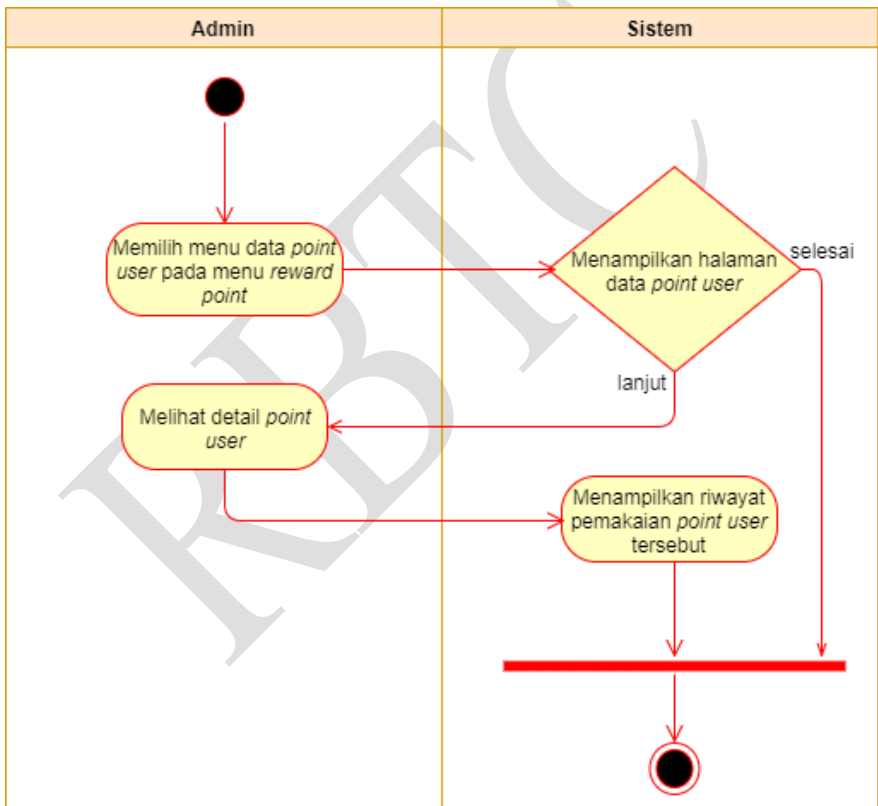 Admin
Sistem
Memilih menu data point
user pada menu reward
point
Menampilkan halaman
data point user
selesai
lanjut
Melihat detail point
user
Menampilkan riwayat
pemakaian point user
tersebut
RBTC